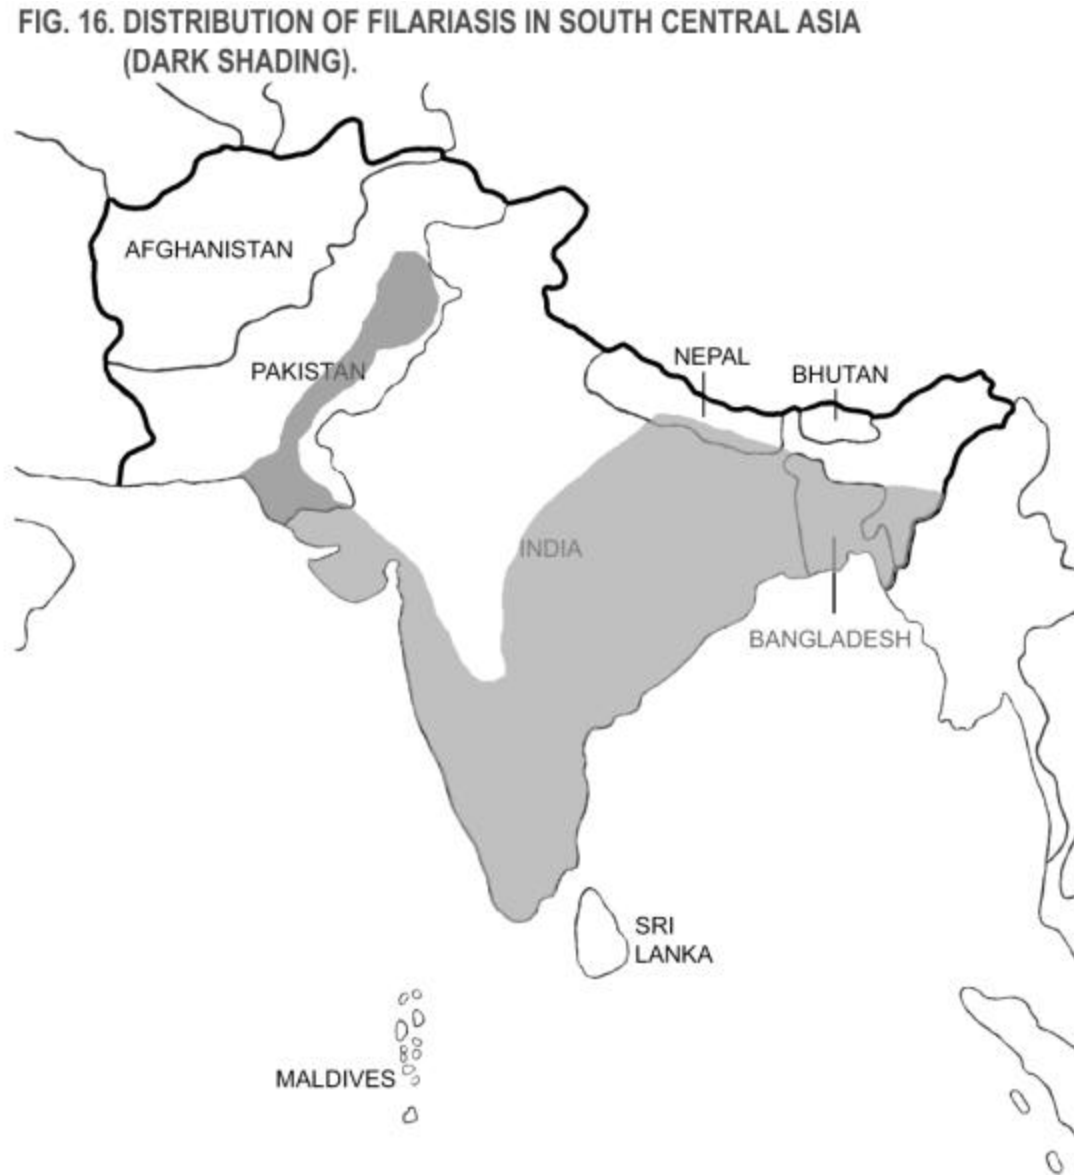 FIG. 16. DISTRIBUTION OF FILARIASIS IN SOUTH CENTRAL ASIA
(DARK SHADING).
AFGHANISTAN
NEPAL
BHUTAN
PAKISTAN
INDIA
BANGLADESH
SRI
LANKA
MALDIVES